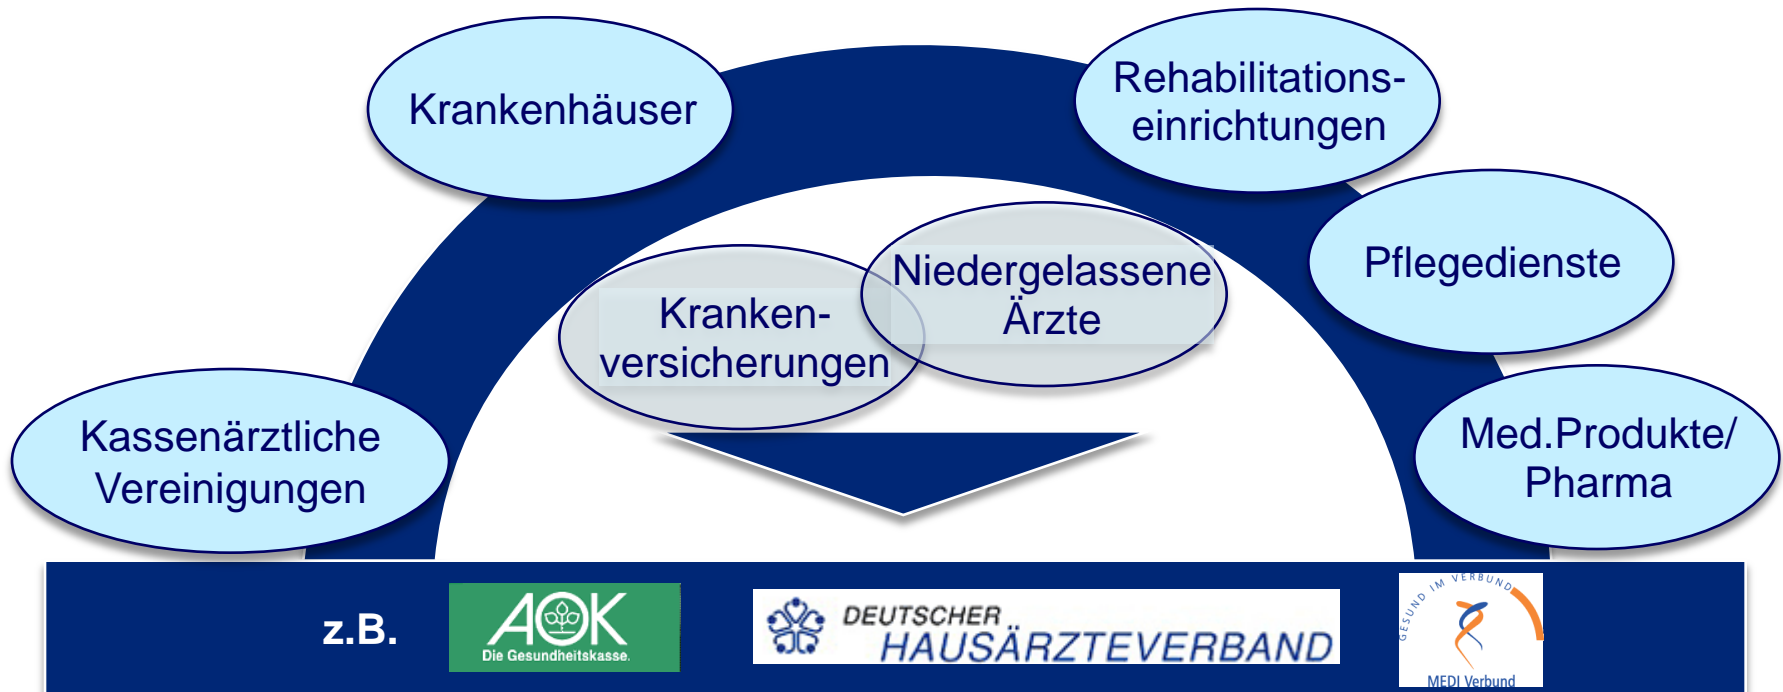 Krankenhäuser
Rehabilitations-
einrichtungen
Niedergelassene
Ärzte
Pflegedienste
Kranken-
versicherungen
Kassenärztliche
Vereinigungen
Med.Produkte/
Pharma
z.B.
AOK
Die Gesundheitskasse.
DEUTSCHER
HAUSÄRZTEVERBAND
GESUND IM VERBUND
MEDI Verbund